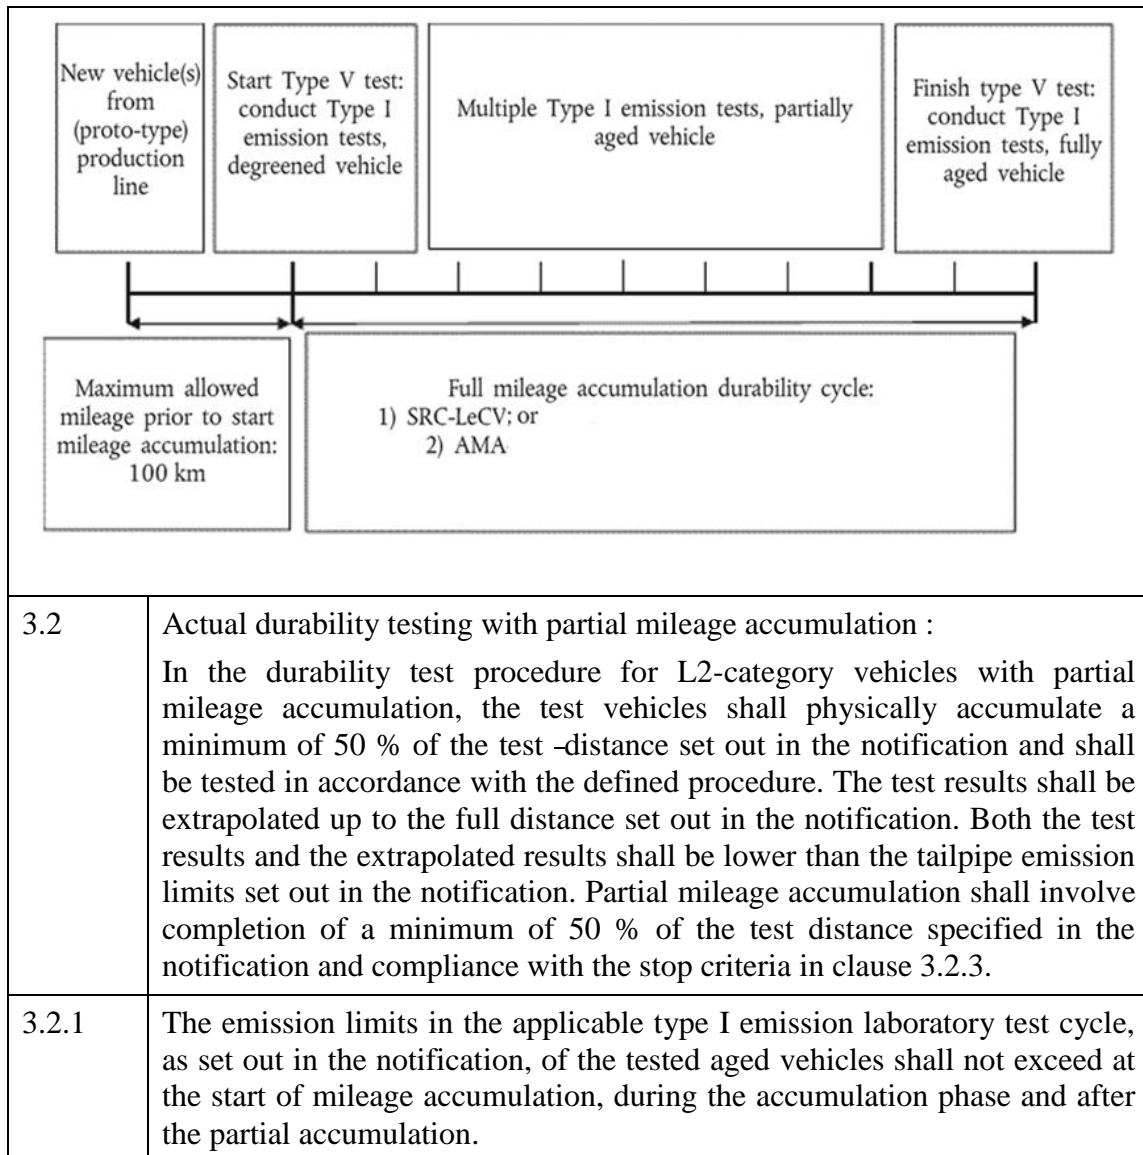 New vehicle(s)
from
(proto-type)
production
line
Start Type V test:
conduct Type I
emission tests,
degreened vehicle
Multiple Type I emission tests, partially
aged vehicle
Finish type V test:
conduct Type I
emission tests, fully
aged vehicle
Maximum allowed
mileage prior to start
mileage accumulation:
100 km
Full mileage accumulation durability cycle:
1) SRC-LeCV; or
2) AMA
3.2
Actual durability testing with partial mileage accumulation :
In the durability test procedure for L2-category vehicles with partial
mileage accumulation, the test vehicles shall physically accumulate a
minimum of 50 % of the test -distance set out in the notification and shall
be tested in accordance with the defined procedure. The test results shall be
extrapolated up to the full distance set out in the notification. Both the test
results and the extrapolated results shall be lower than the tailpipe emission
limits set out in the notification. Partial mileage accumulation shall involve
completion of a minimum of 50 % of the test distance specified in the
notification and compliance with the stop criteria in clause 3.2.3.
3.2.1
The emission limits in the applicable type I emission laboratory test cycle,
as set out in the notification, of the tested aged vehicles shall not exceed at
the start of mileage accumulation, during the accumulation phase and after
the partial accumulation.